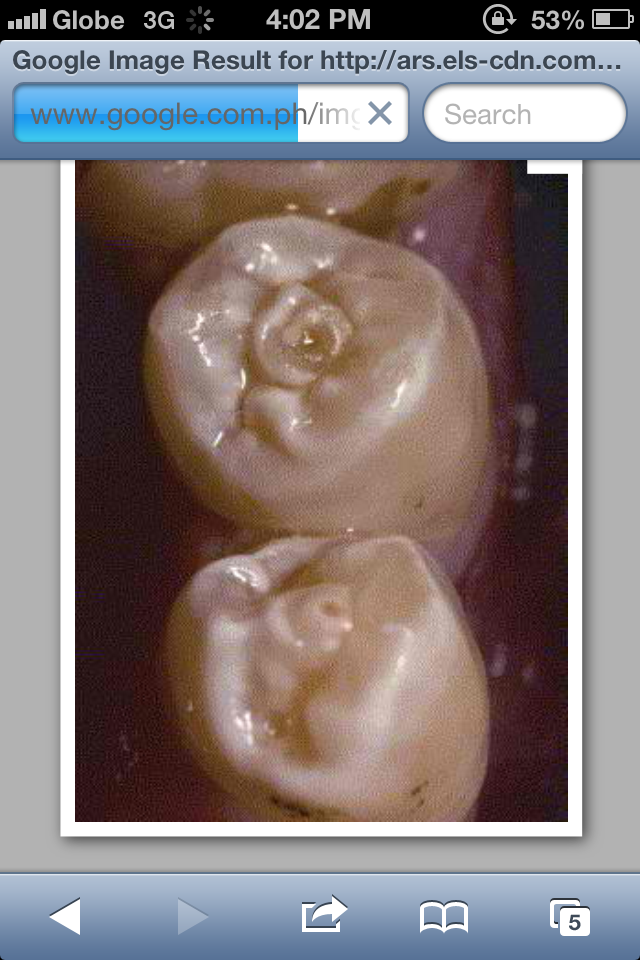 Globe 3G 4:02 PM 53%
Google Image Result for http://ars.els-cdn.com...
www.google.com.ph/img
Search
5